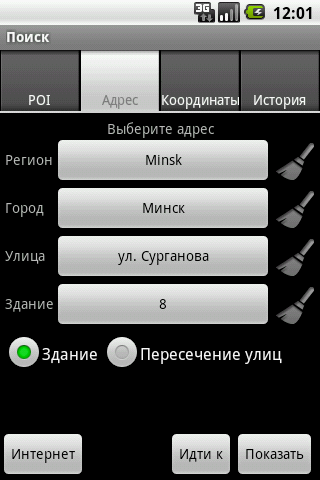 3G 12:01
Поиск
POI Адрес Координаты История
Выберите адрес
Регион Minsk
Город Минск
Улица ул. Сурганова
Здание 8
Здание Пересечение улиц
Интернет Идти к Показать